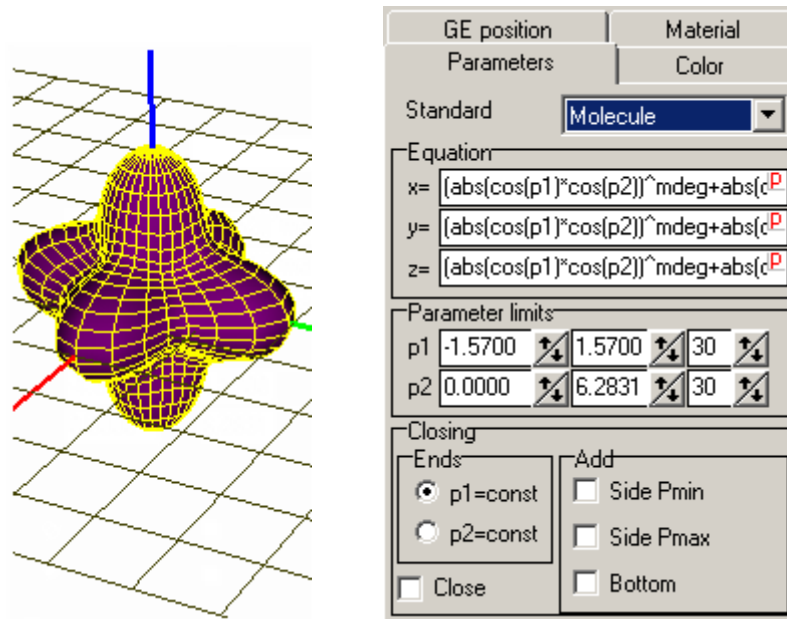 GE position Material
Parameters Color
Standard Molecule
Equation
x= (abs(cos(p1)*cos(p2))^mdeg+abs(c p
y= (abs(cos(p1)*cos(p2))^mdeg+abs(c p
z= (abs(cos(p1)*cos(p2))^mdeg+abs(c p
Parameter limits
p1 -1.5700 1.5700 30
p2 0.0000 6.2831 30
Closing
Ends Add
p1=const Side Pmin
p2=const Side Pmax
Close Bottom